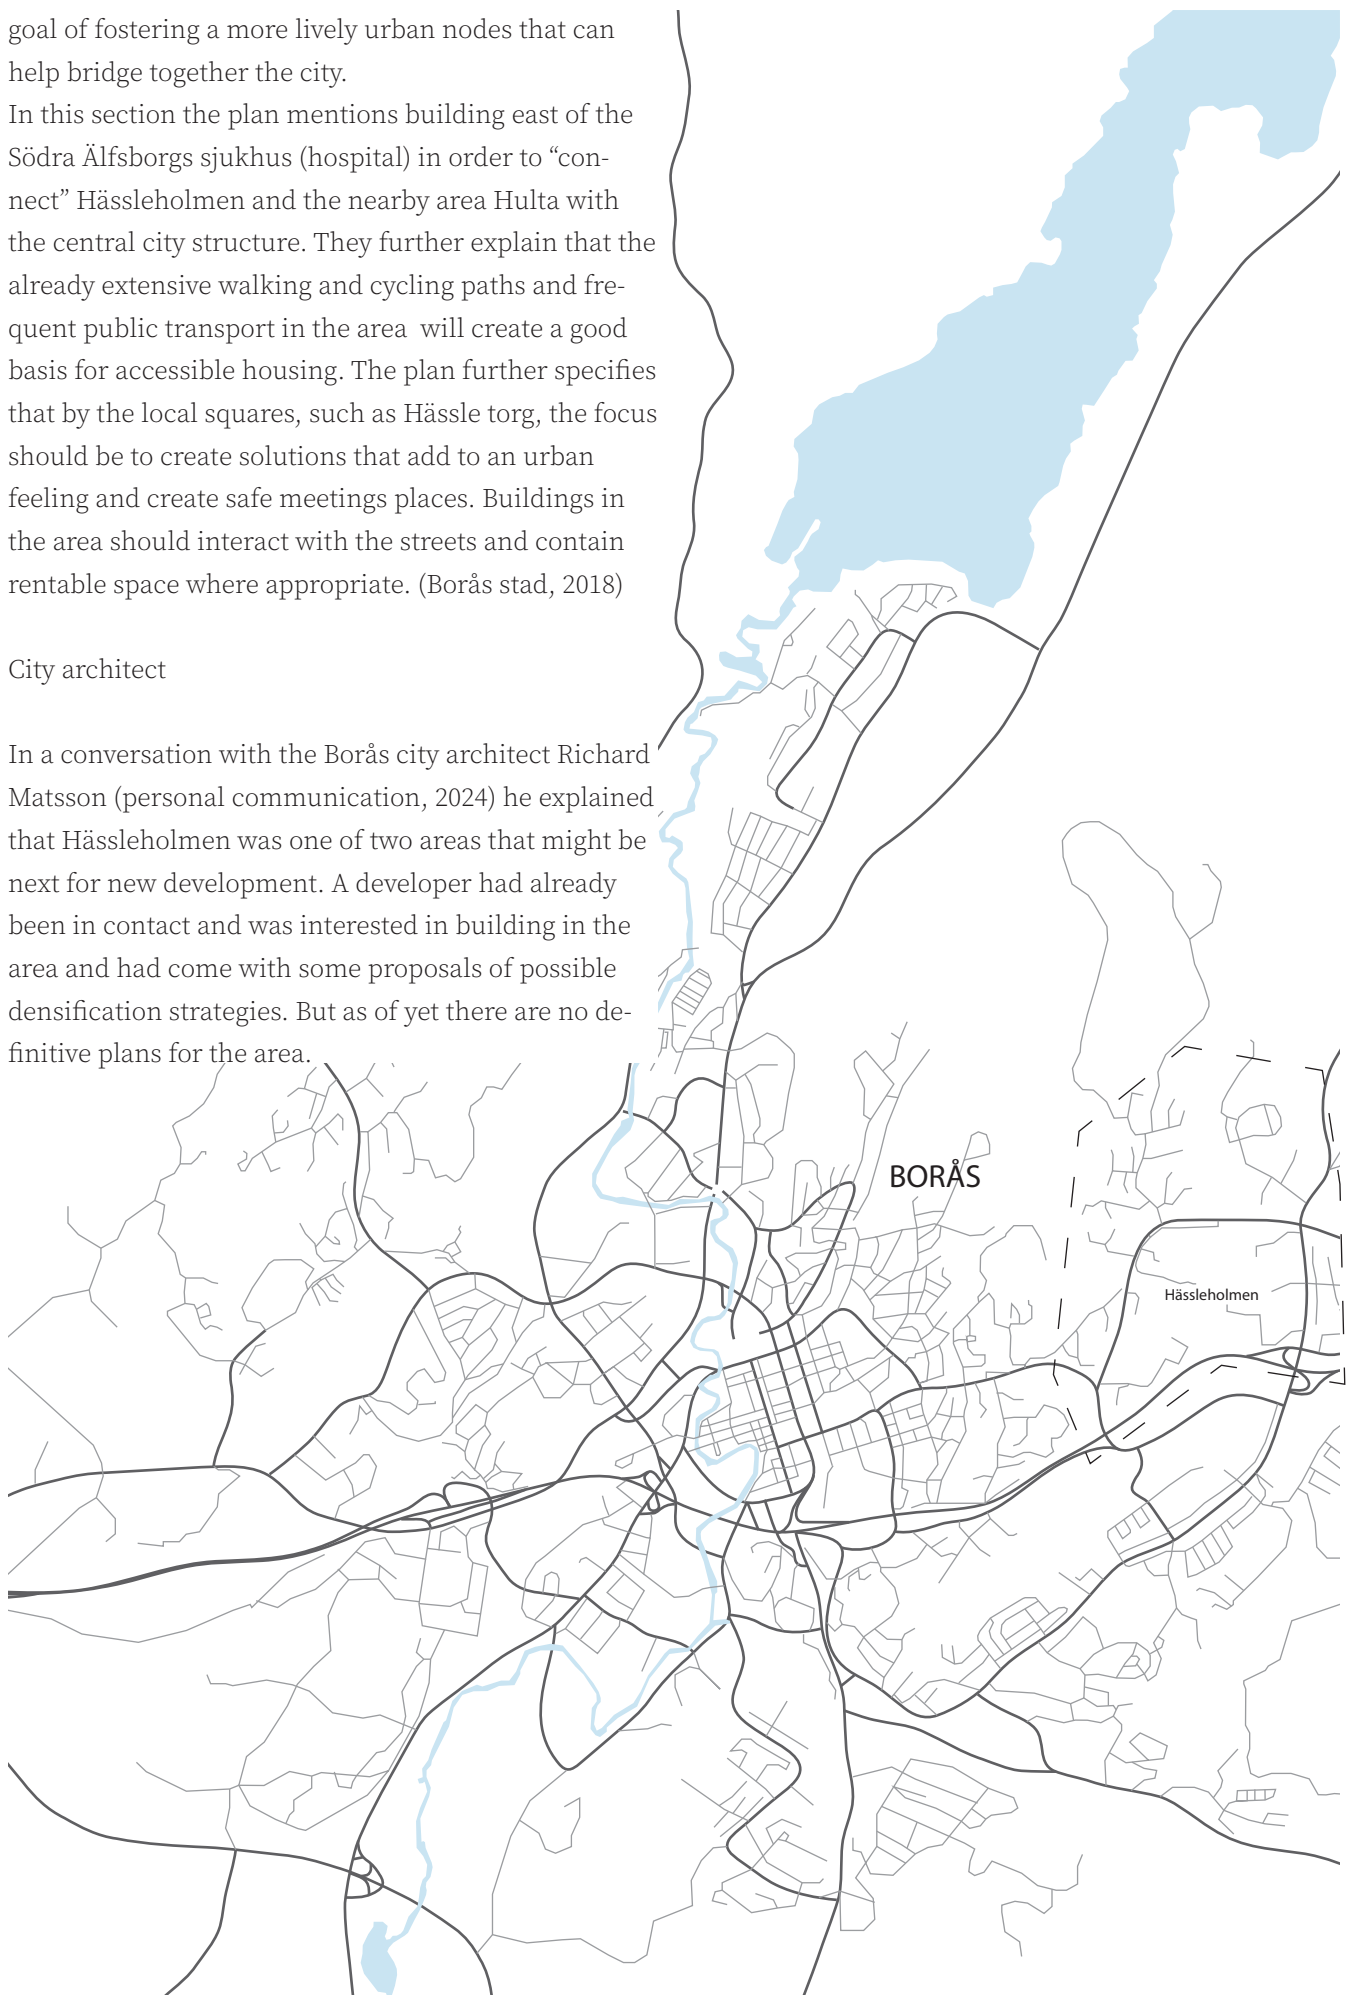 goal of fostering a more lively urban nodes that can
help bridge together the city.
In this section the plan mentions building east of the
Södra Älfsborgs sjukhus (hospital) in order to “con-
nect” Hässleholmen and the nearby area Hulta with
the central city structure. They further explain that the
already extensive walking and cycling paths and fre-
quent public transport in the area  will create a good
basis for accessible housing. The plan further specifies
that by the local squares, such as Hässle torg, the focus
should be to create solutions that add to an urban
feeling and create safe meetings places. Buildings in
the area should interact with the streets and contain
rentable space where appropriate. (Borås stad, 2018)
City architect
In a conversation with the Borås city architect Richard
Matsson (personal communication, 2024) he explained
that Hässleholmen was one of two areas that might be
next for new development. A developer had already
been in contact and was interested in building in the
area and had come with some proposals of possible
densification strategies. But as of yet there are no de-
finitive plans for the area.
BORÅS
Hässleholmen